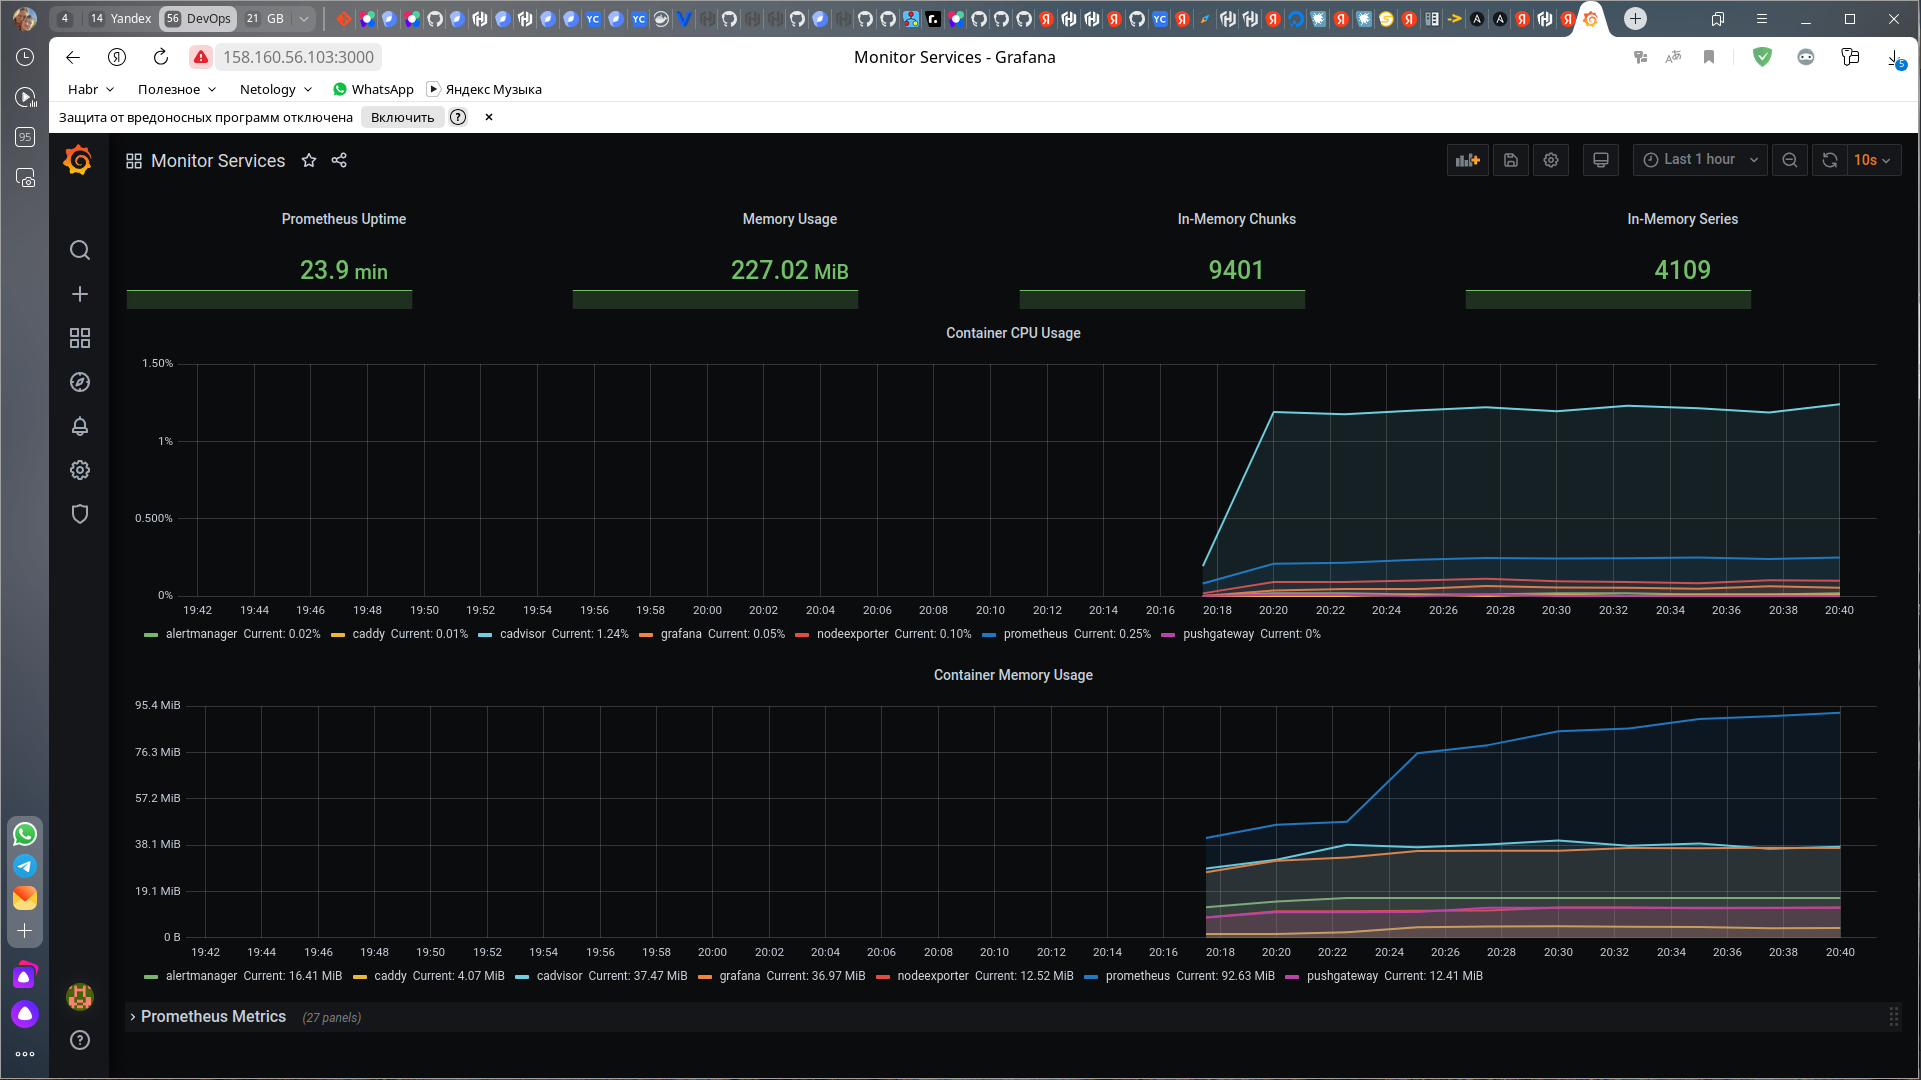 4
14 Yandex
56 DevOps
21 GB
158.160.56.103:3000
Monitor Services - Grafana
5
Habr
Полезное
Netology
WhatsApp
Яндекс Музыка
Защита от вредоносных программ отключена
Включить
?
95
Monitor Services
Last 1 hour
10s
Prometheus Uptime
Memory Usage
In-Memory Chunks
In-Memory Series
23.9 min
227.02 MiB
9401
4109
Container CPU Usage
1.50%
1%
0.500%
0%
19:42 19:44 19:46 19:48 19:50 19:52 19:54 19:56 19:58 20:00 20:02 20:04 20:06 20:08 20:10 20:12 20:14 20:16 20:18 20:20 20:22 20:24 20:26 20:28 20:30 20:32 20:34 20:36 20:38 20:40
alertmanager Current: 0.02% caddy Current: 0.01% cadvisor Current: 1.24% grafana Current: 0.05% nodeexporter Current: 0.10% prometheus Current: 0.25% pushgateway Current: 0%
Container Memory Usage
95.4 MiB
76.3 MiB
57.2 MiB
38.1 MiB
19.1 MiB
0 B
19:42 19:44 19:46 19:48 19:50 19:52 19:54 19:56 19:58 20:00 20:02 20:04 20:06 20:08 20:10 20:12 20:14 20:16 20:18 20:20 20:22 20:24 20:26 20:28 20:30 20:32 20:34 20:36 20:38 20:40
alertmanager Current: 16.41 MiB caddy Current: 4.07 MiB cadvisor Current: 37.47 MiB grafana Current: 36.97 MiB nodeexporter Current: 12.52 MiB prometheus Current: 92.63 MiB pushgateway Current: 12.41 MiB
Prometheus Metrics (27 panels)